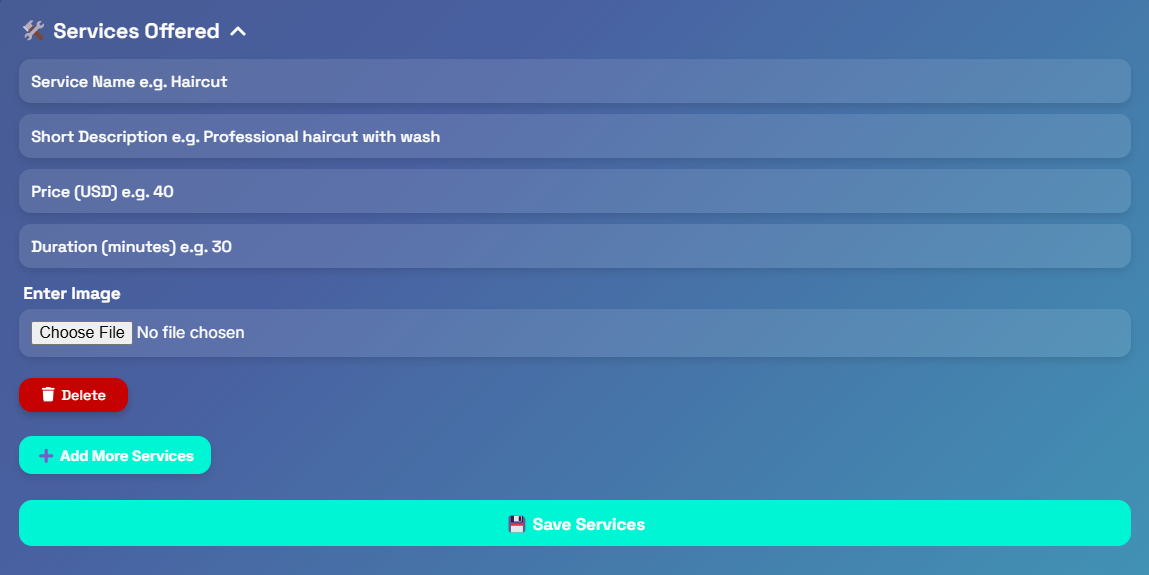 Services Offered
Service Name e.g. Haircut
Short Description e.g. Professional haircut with wash
Price (USD) e.g. 40
Duration (minutes) e.g. 30
Enter Image
Choose File No file chosen
Delete
Add More Services
Save Services